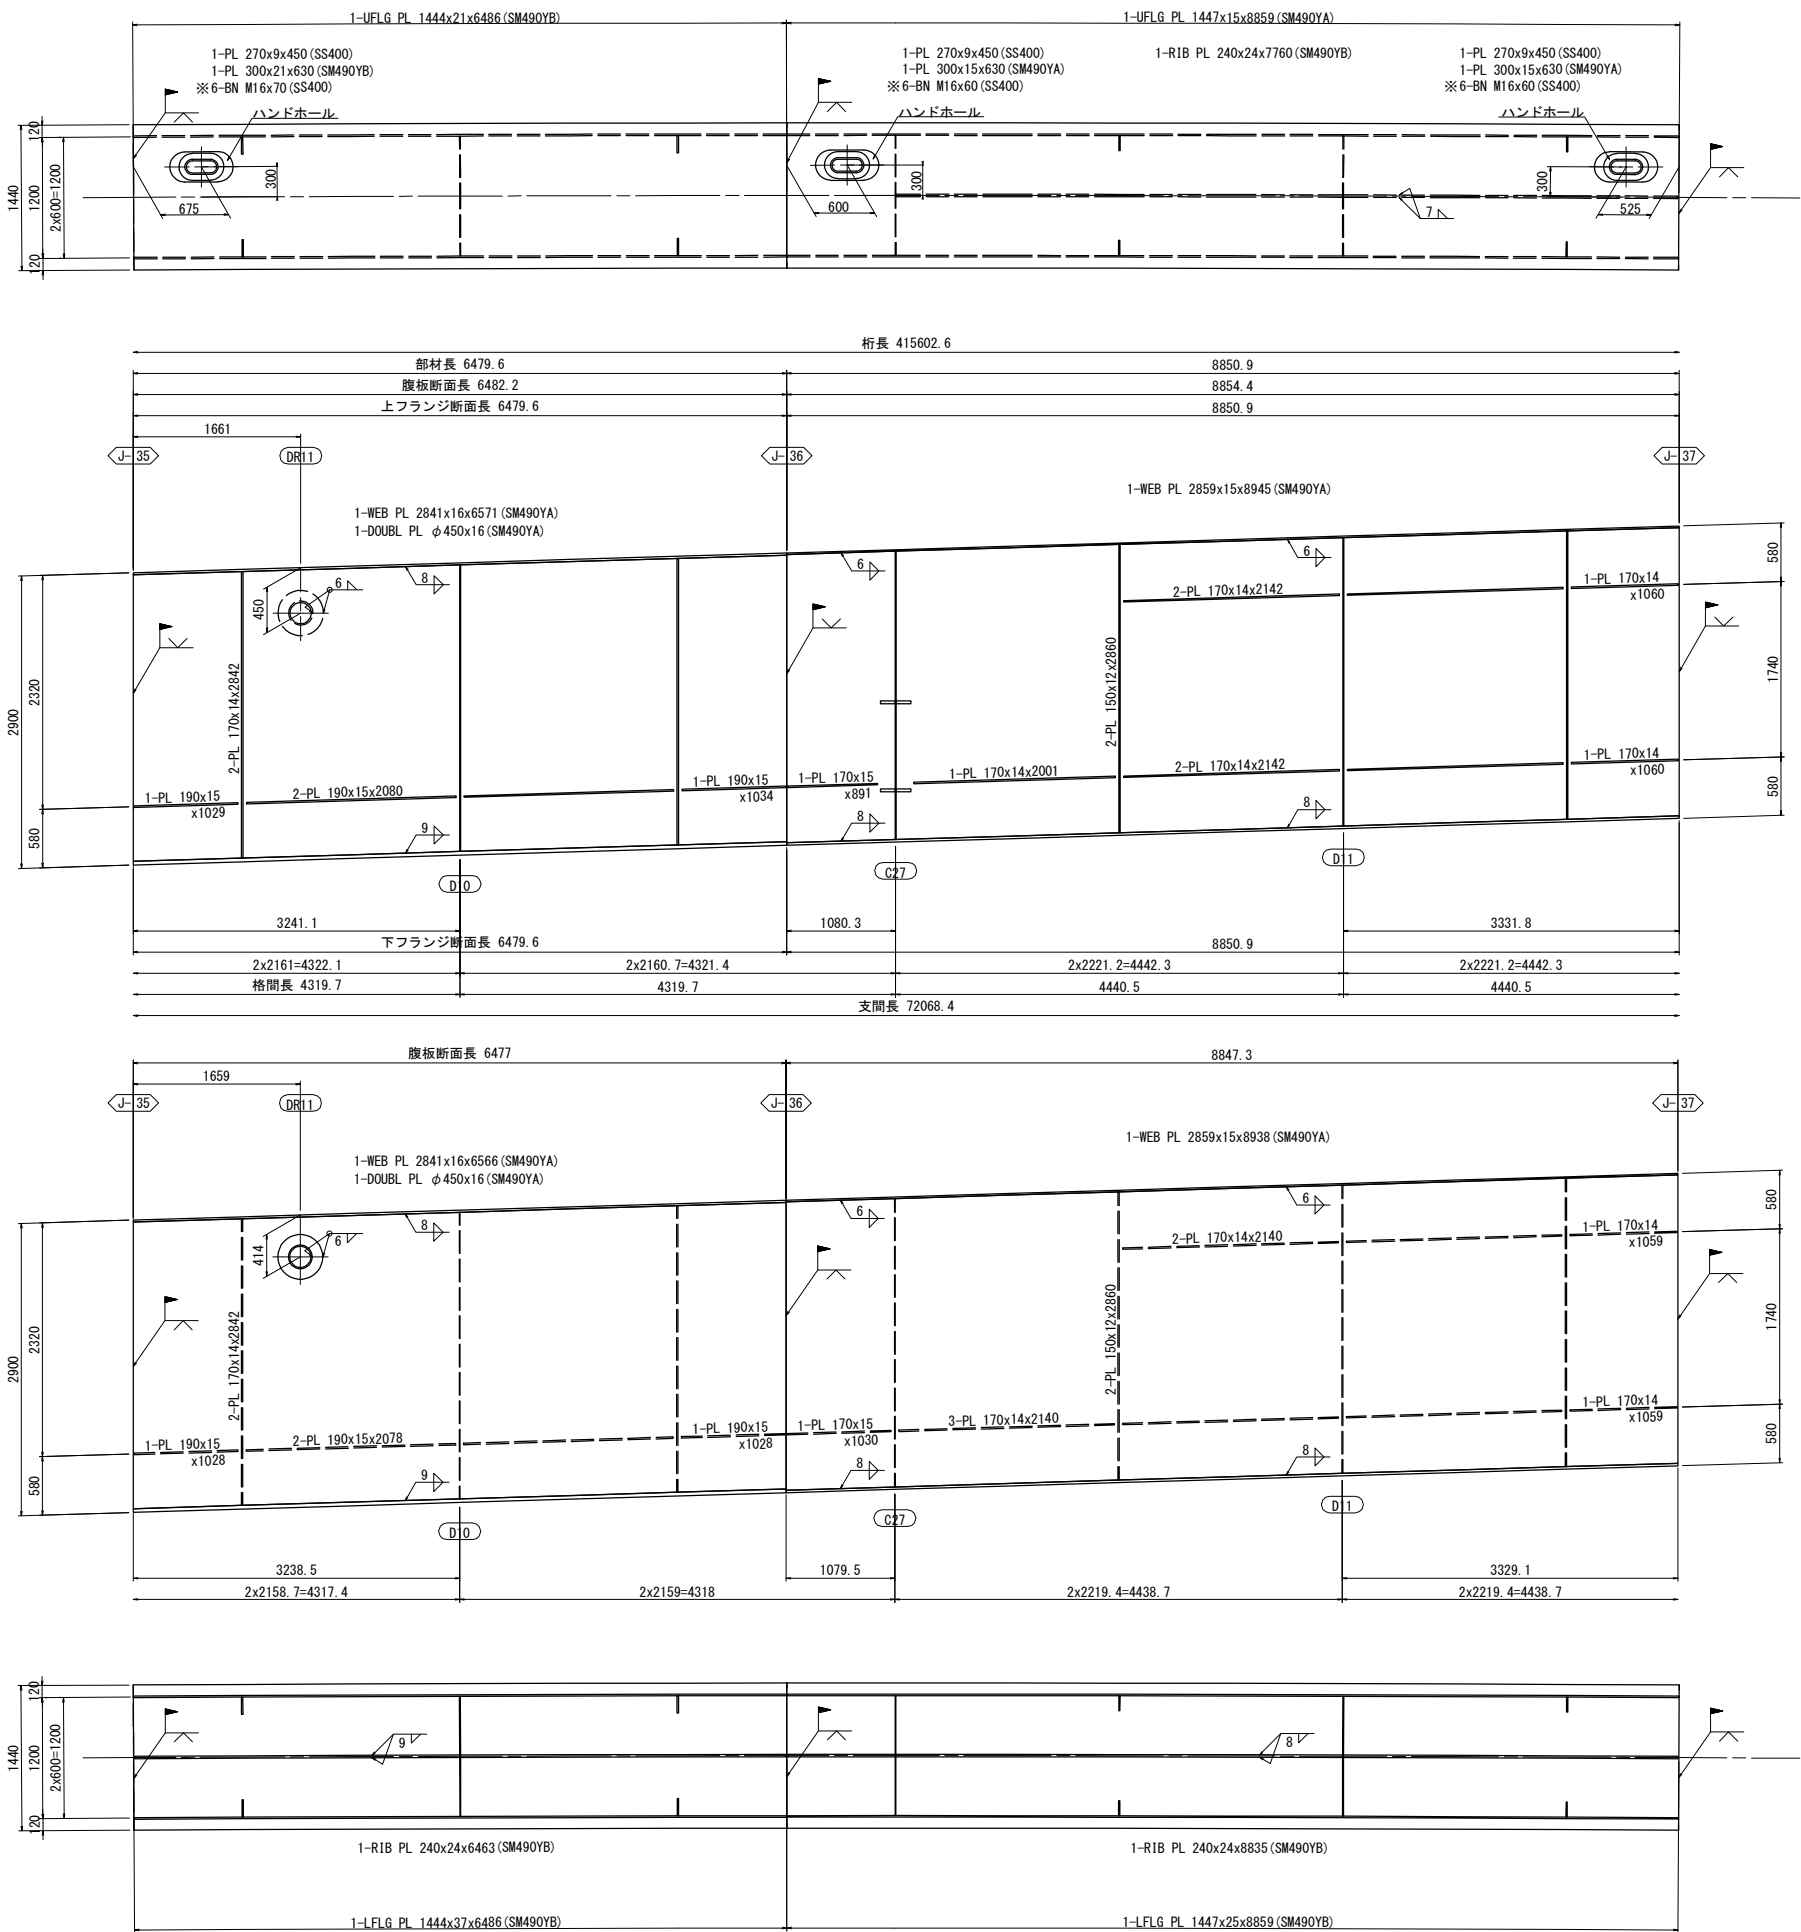 1-UFLG PL 1444x21x6486(SM490YB)
1-UFLG PL 1447x15x8859(SM490YA)
1-PL 270x9x450(SS400)
1-PL 300x21x630(SM490YB)
※6-BN M16x70(SS400)
ハンドホール
1-PL 270x9x450(SS400)
1-PL 300x15x630(SM490YA)
※6-BN M16x60(SS400)
ハンドホール
1-RIB PL 240x24x7760(SM490YB)
1-PL 270x9x450(SS400)
1-PL 300x15x630(SM490YA)
※6-BN M16x60(SS400)
ハンドホール
1440
120
1200
120
2x600=1200
675
300
600
300
7
300
525
桁長 415602.6
部材長 6479.6
8850.9
腹板断面長 6482.2
8854.4
上フランジ断面長 6479.6
8850.9
1661
J-35
DR11
J-36
J-37
1-WEB PL 2841x16x6571(SM490YA)
1-DOUBL PL φ450x16(SM490YA)
1-WEB PL 2859x15x8945(SM490YA)
2900
2320
580
450
6
8
6
6
2-PL 170x14x2842
2-PL 150x12x2860
2-PL 170x14x2142
1-PL 170x14
x1060
580
1740
580
1-PL 190x15
x1029
2-PL 190x15x2080
1-PL 190x15
x1034
1-PL 170x15
x891
1-PL 170x14x2001
2-PL 170x14x2142
1-PL 170x14
x1060
9
8
8
D10
C27
D11
3241.1
1080.3
3331.8
下フランジ断面長 6479.6
8850.9
2x2161=4322.1
2x2160.7=4321.4
2x2221.2=4442.3
2x2221.2=4442.3
格間長 4319.7
4319.7
4440.5
4440.5
支間長 72068.4
腹板断面長 6477
8847.3
1659
J-35
DR11
J-36
J-37
1-WEB PL 2841x16x6566(SM490YA)
1-DOUBL PL φ450x16(SM490YA)
1-WEB PL 2859x15x8938(SM490YA)
2900
2320
580
414
6
8
6
6
2-PL 170x14x2842
2-PL 150x12x2860
2-PL 170x14x2140
1-PL 170x14
x1059
580
1740
580
1-PL 190x15
x1028
2-PL 190x15x2078
1-PL 190x15
x1028
1-PL 170x15
x1030
3-PL 170x14x2140
1-PL 170x14
x1059
9
8
8
D10
C27
D11
3238.5
1079.5
3329.1
2x2158.7=4317.4
2x2159=4318
2x2219.4=4438.7
2x2219.4=4438.7
1440
120
1200
120
2x600=1200
9
8
1-RIB PL 240x24x6463(SM490YB)
1-RIB PL 240x24x8835(SM490YB)
1-LFLG PL 1444x37x6486(SM490YB)
1-LFLG PL 1447x25x8859(SM490YB)